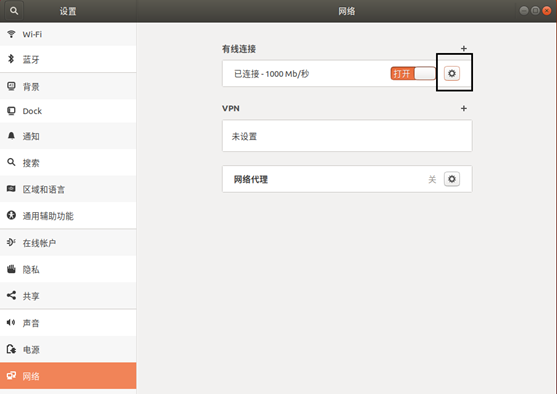 设置
网络
Wi-Fi
蓝牙
背景
Dock
通知
搜索
区域和语言
通用辅助功能
在线帐户
隐私
共享
声音
电源
网络
有线连接
已连接 - 1000 Mb/秒
打开
VPN
未设置
网络代理
关